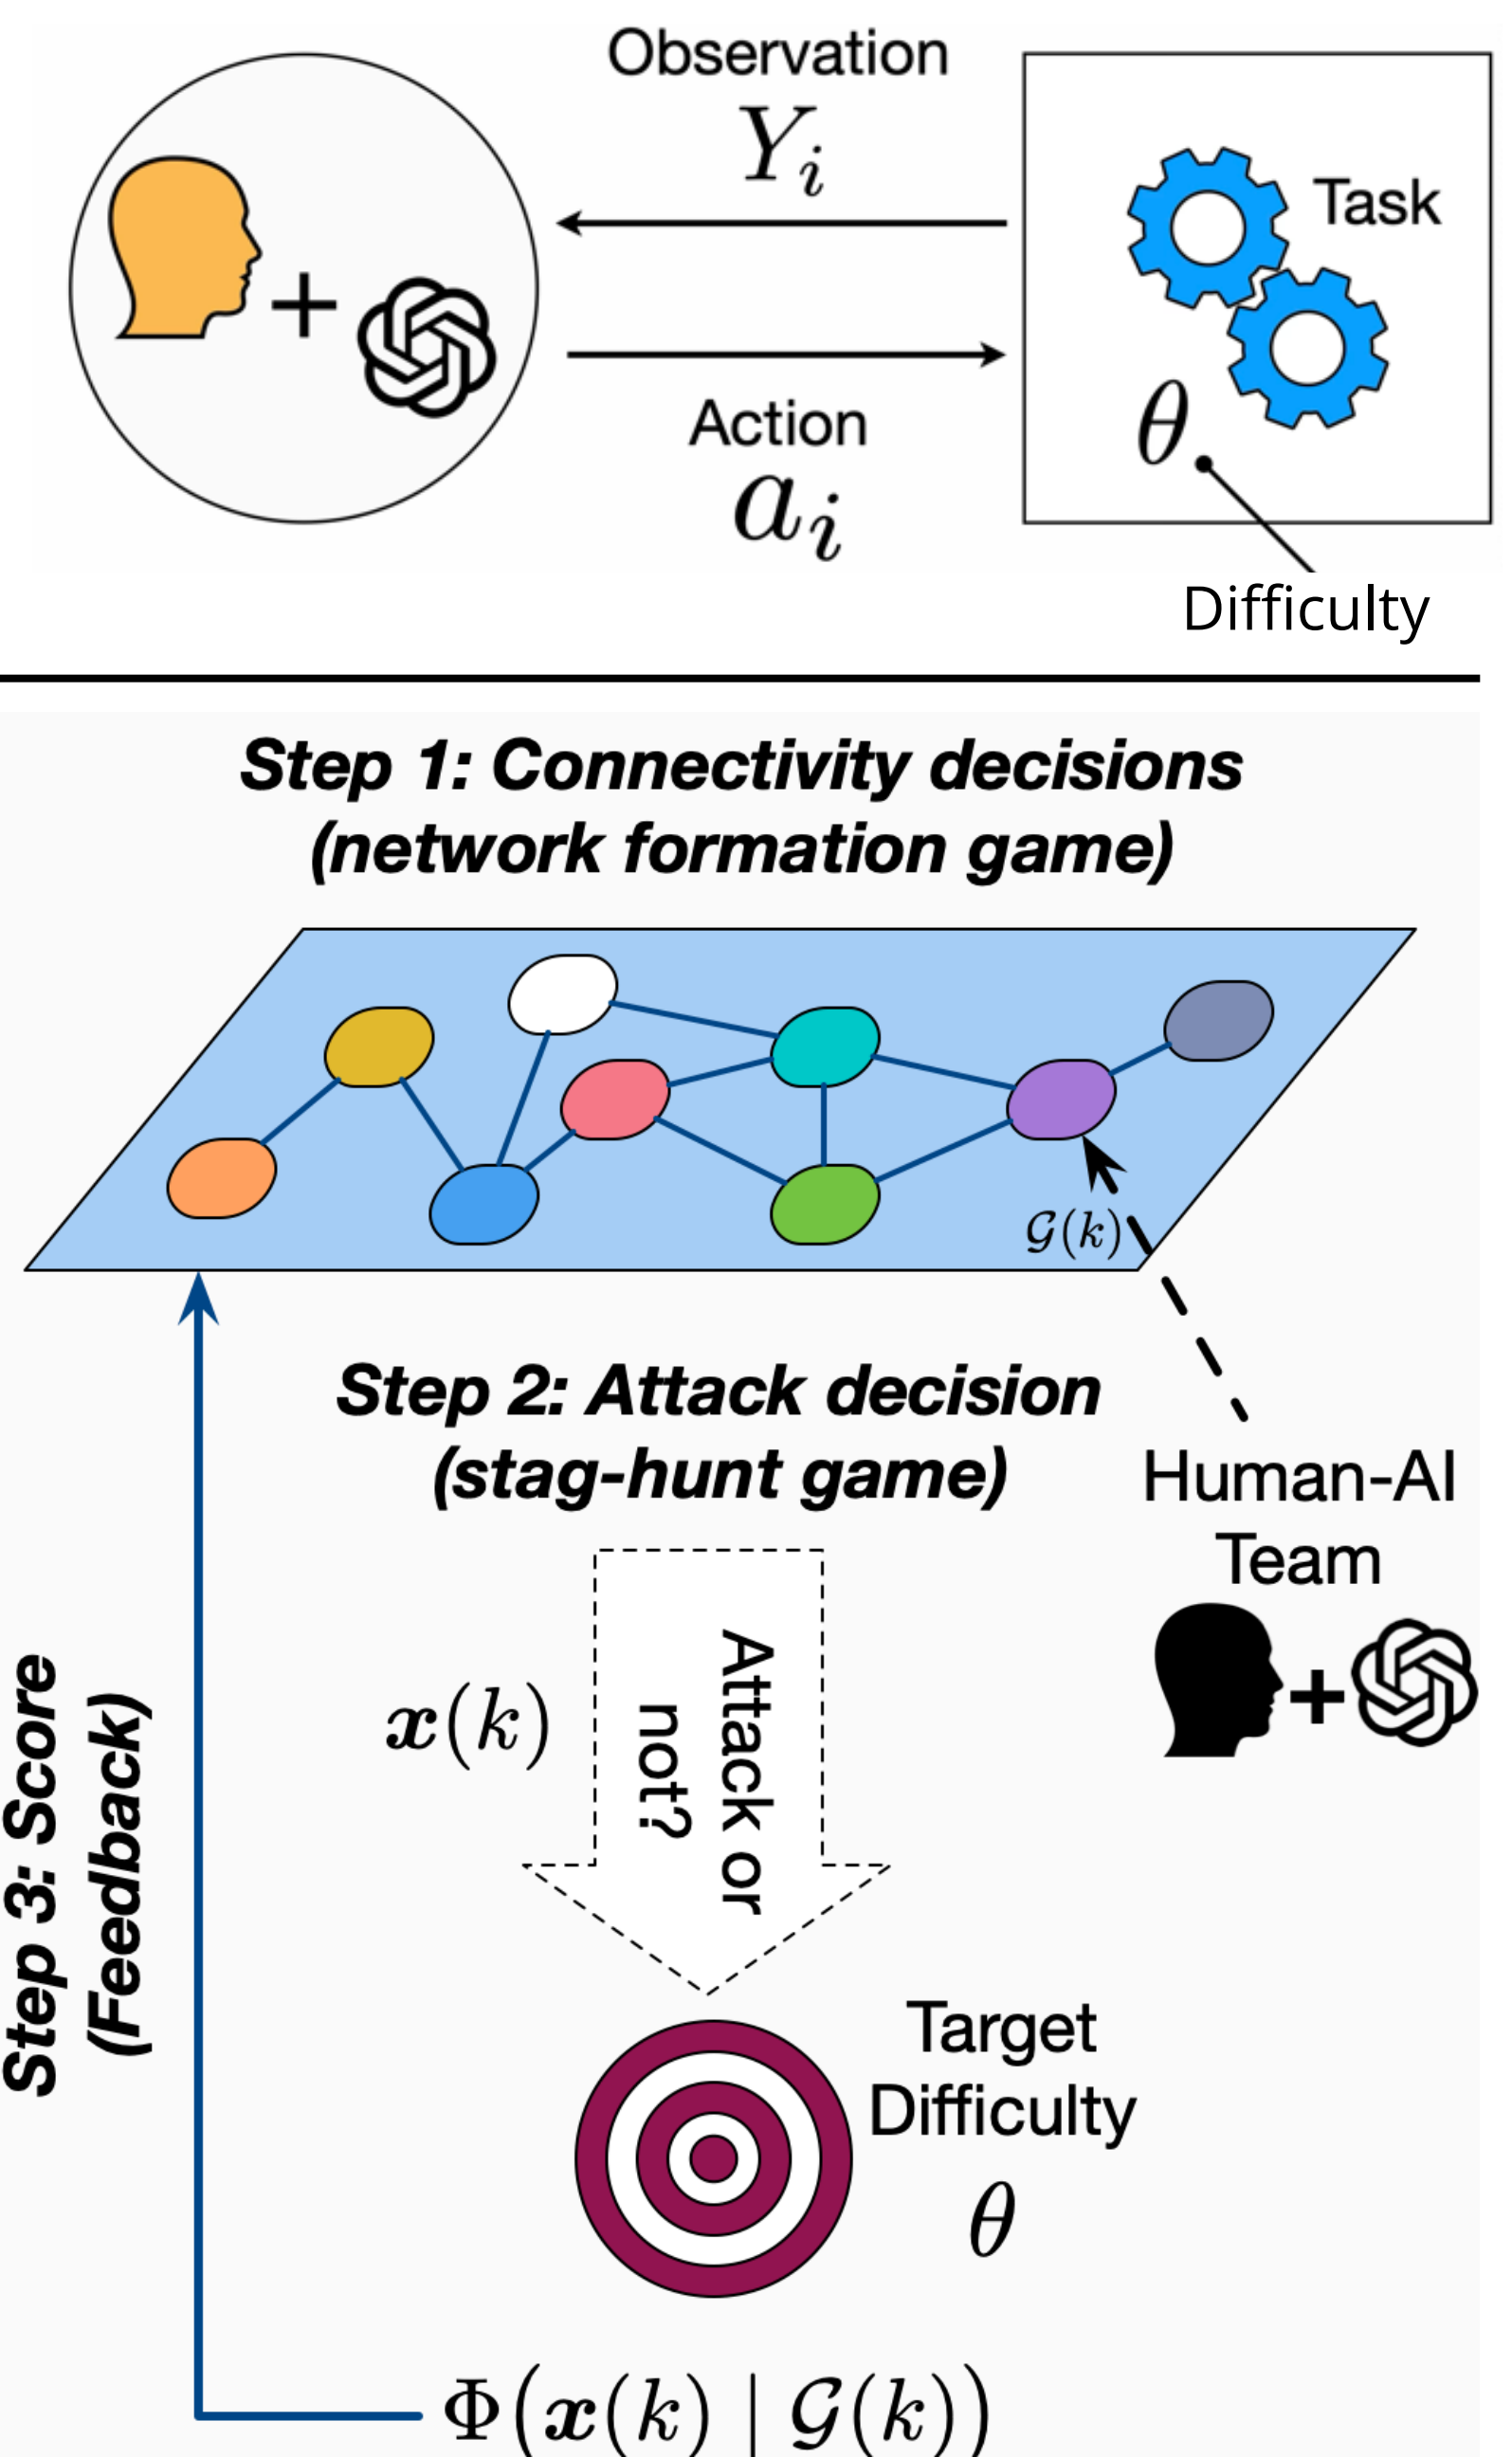 Observation
Y_i
Task
+
Action
a_i
θ
Difficulty
Step 1: Connectivity decisions
(network formation game)
𝒢(k)
Step 2: Attack decision
(stag-hunt game)
Human-AI
Team
+
x(k)
Attack or
not?
Step 3: Score
(Feedback)
Target
Difficulty
θ
Φ(x(k) | 𝒢(k))